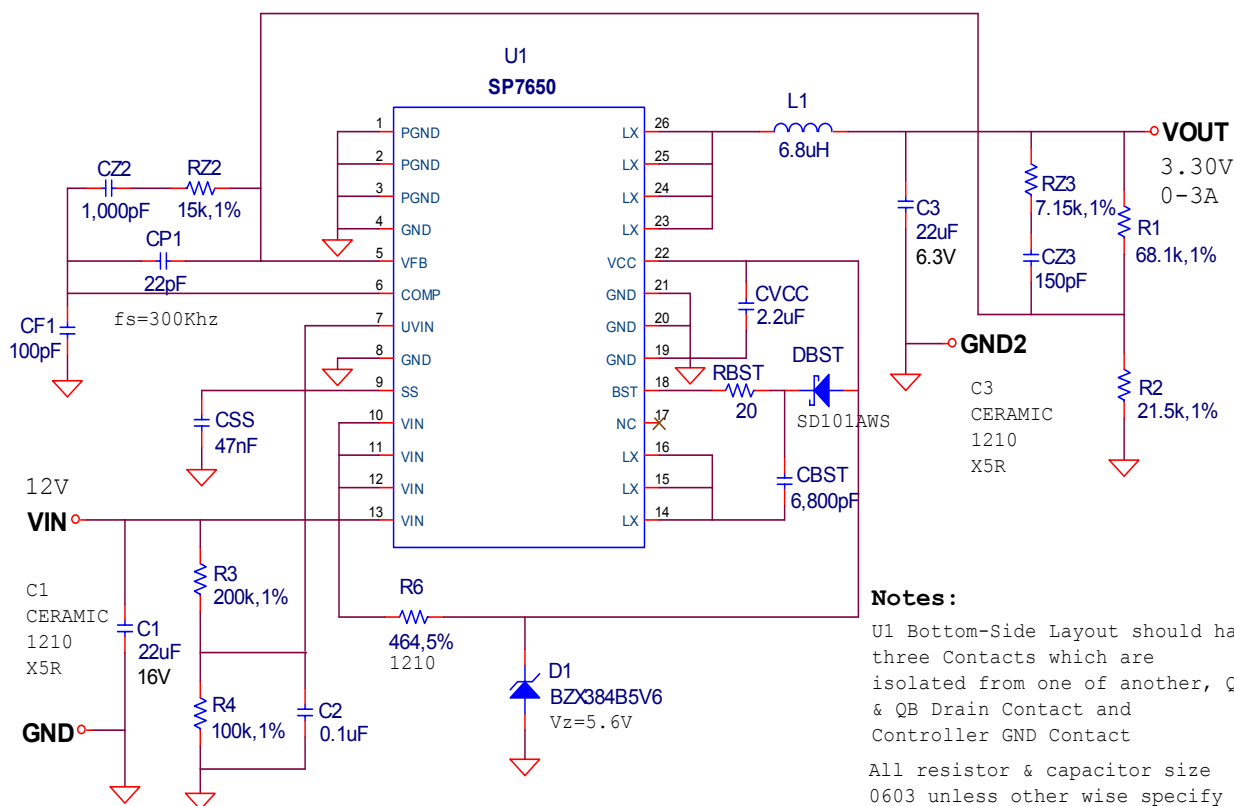 U1
SP7650
1
PGND
2
PGND
3
PGND
4
GND
5
VFB
6
COMP
7
UVIN
8
GND
9
SS
10
VIN
11
VIN
12
VIN
13
VIN
26
LX
25
LX
24
LX
23
LX
22
VCC
21
GND
20
GND
19
GND
18
BST
17
NC
16
LX
15
LX
14
LX
CZ2
1,000pF
RZ2
15k,1%
CP1
22pF
CF1
100pF
fs=300Khz
CSS
47nF
12V
VIN
C1
CERAMIC
1210
X5R
C1
22uF
16V
GND
R3
200k,1%
R4
100k,1%
C2
0.1uF
R6
464,5%
1210
D1
BZX384B5V6
Vz=5.6V
L1
6.8uH
CVCC
2.2uF
RBST
20
DBST
SD101AWS
CBST
6,800pF
C3
22uF
6.3V
GND2
C3
CERAMIC
1210
X5R
RZ3
7.15k,1%
CZ3
150pF
R1
68.1k,1%
R2
21.5k,1%
VOUT
3.30V
0-3A
Notes:
U1 Bottom-Side Layout should ha
three Contacts which are
isolated from one of another, Q
& QB Drain Contact and
Controller GND Contact
All resistor & capacitor size
0603 unless other wise specify